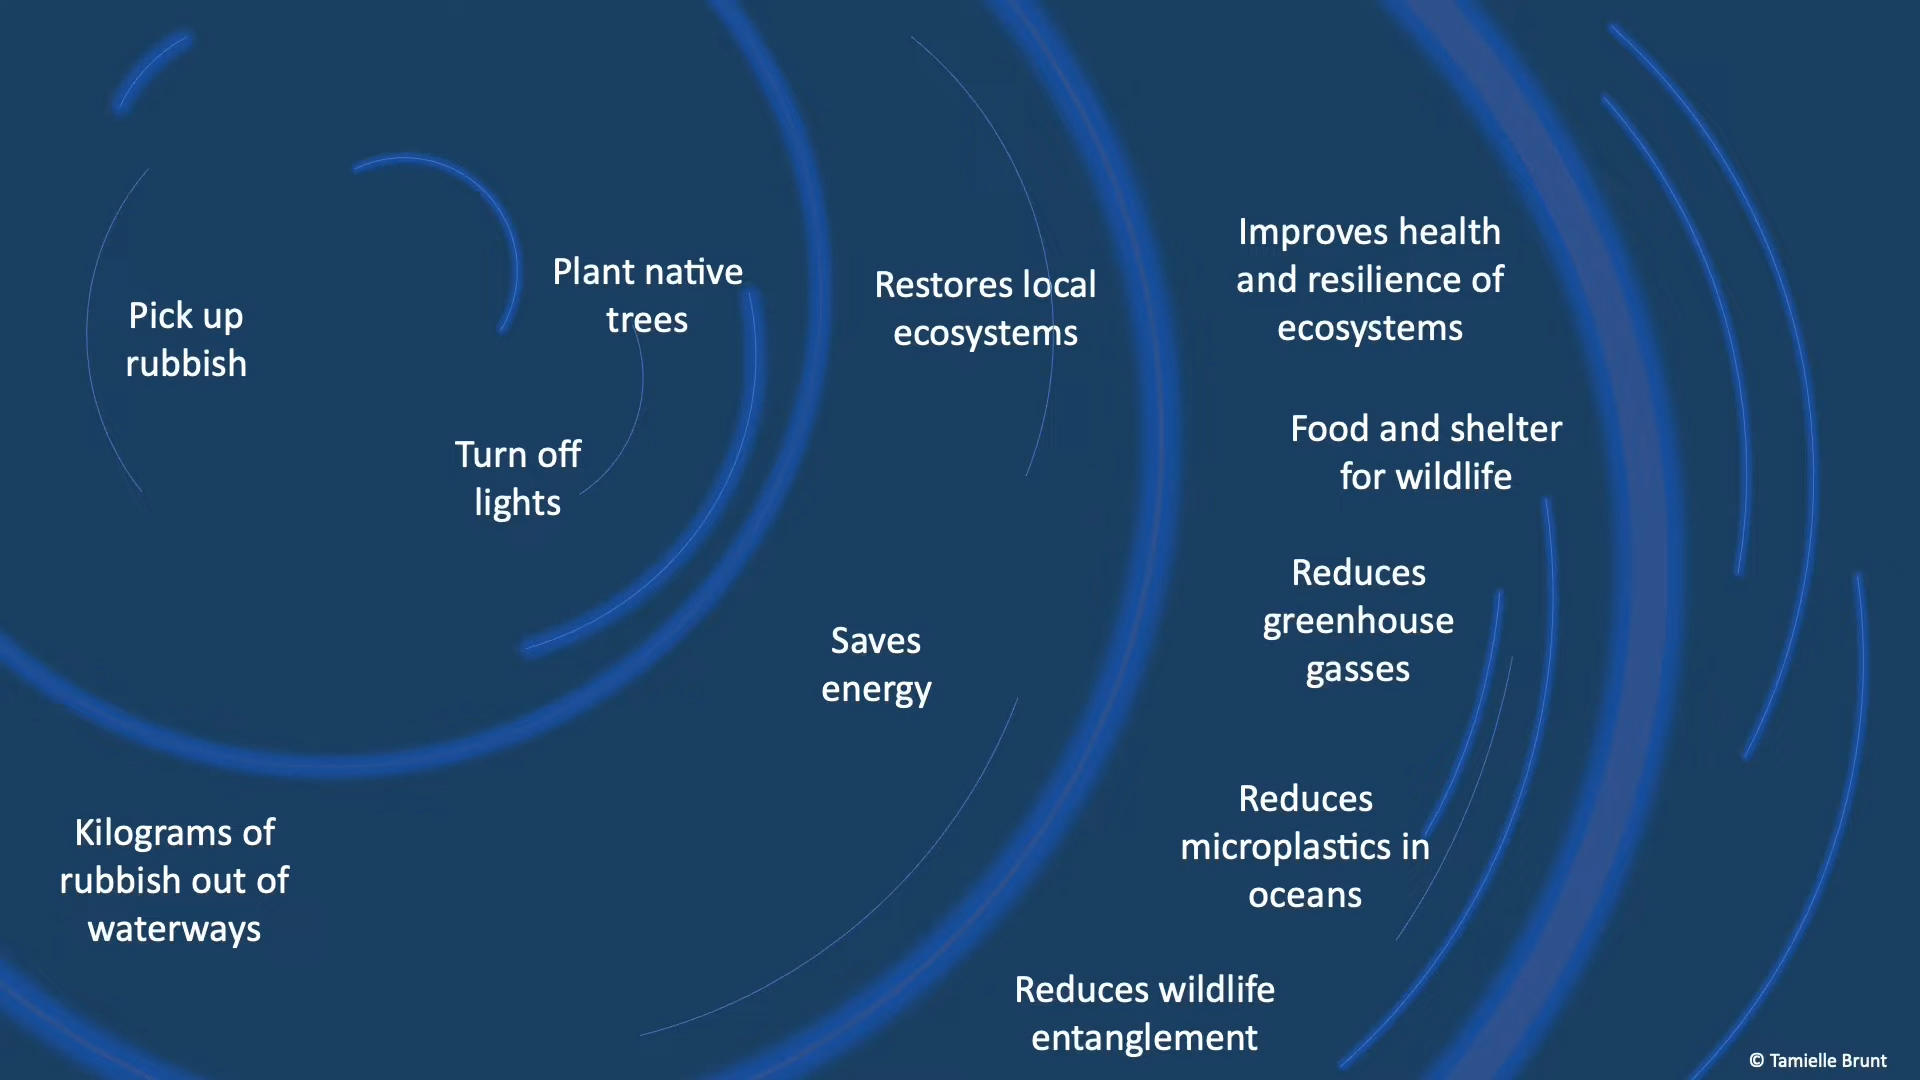 Pick up
rubbish
Plant native
trees
Turn off
lights
Kilograms of
rubbish out of
waterways
Restores local
ecosystems
Saves
energy
Improves health
and resilience of
ecosystems
Food and shelter
for wildlife
Reduces
greenhouse
gasses
Reduces
microplastics in
oceans
Reduces wildlife
entanglement
© Tamielle Brunt